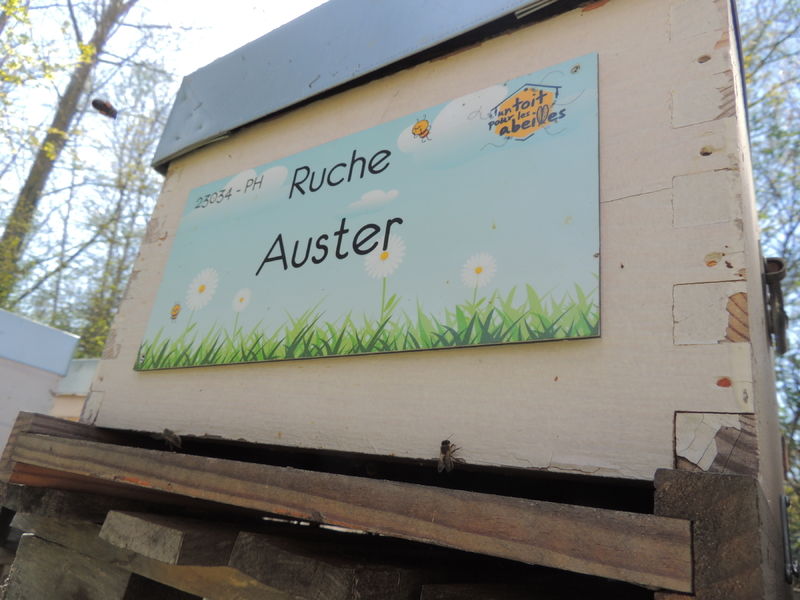 23034 - PH
Ruche
Auster
un toit
pour les
abeilles